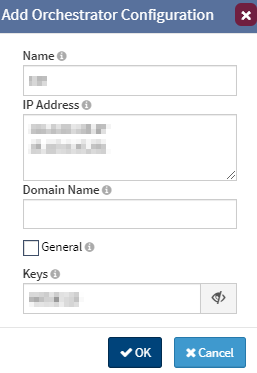 Add Orchestrator Configuration
Name
IP Address
Domain Name
General
Keys
OK
Cancel